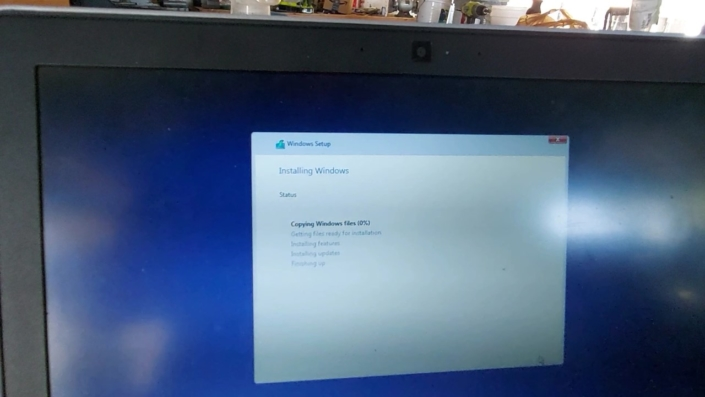 Windows Setup
Installing Windows
Status
Copying Windows files (0%)
Getting files ready for installation
Installing features
Installing updates
Finishing up